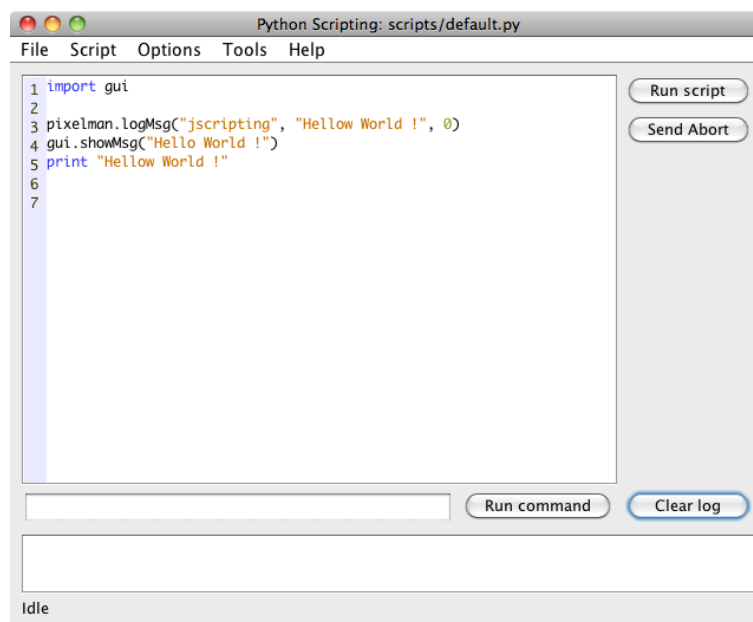 Python Scripting: scripts/default.py
File Script Options Tools Help
1 import gui
2
3 pixelman.logMsg("jscripting", "Hellow World !", 0)
4 gui.showMsg("Hello World !")
5 print "Hellow World !"
6
7
Run script
Send Abort
Run command
Clear log
Idle